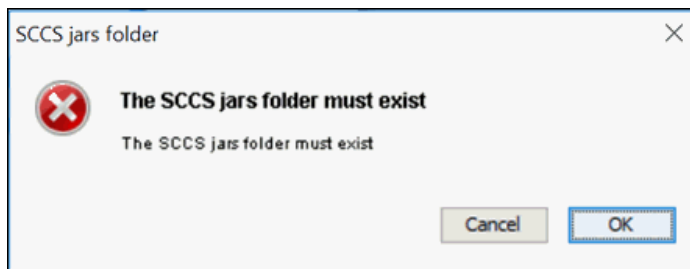 SCCS jars folder
The SCCS jars folder must exist
The SCCS jars folder must exist
Cancel OK